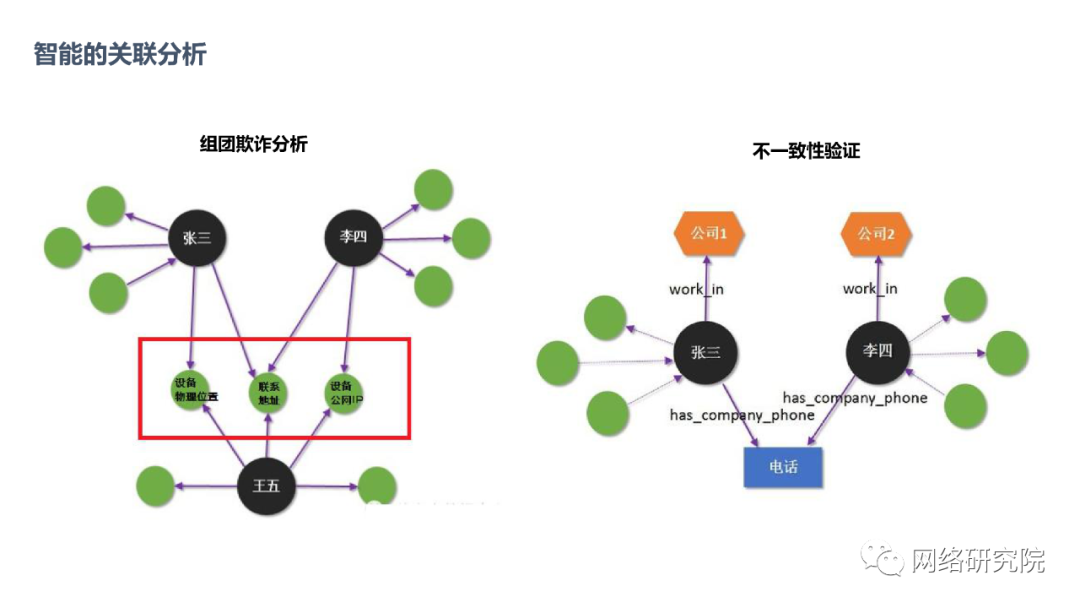 智能的关联分析
组团欺诈分析
张三
李四
设备
物理位置
联系
地址
设备
公网IP
王五
不一致性验证
公司1
公司2
work_in
work_in
张三
李四
has_company_phone
has_company_phone
电话
网络研究院